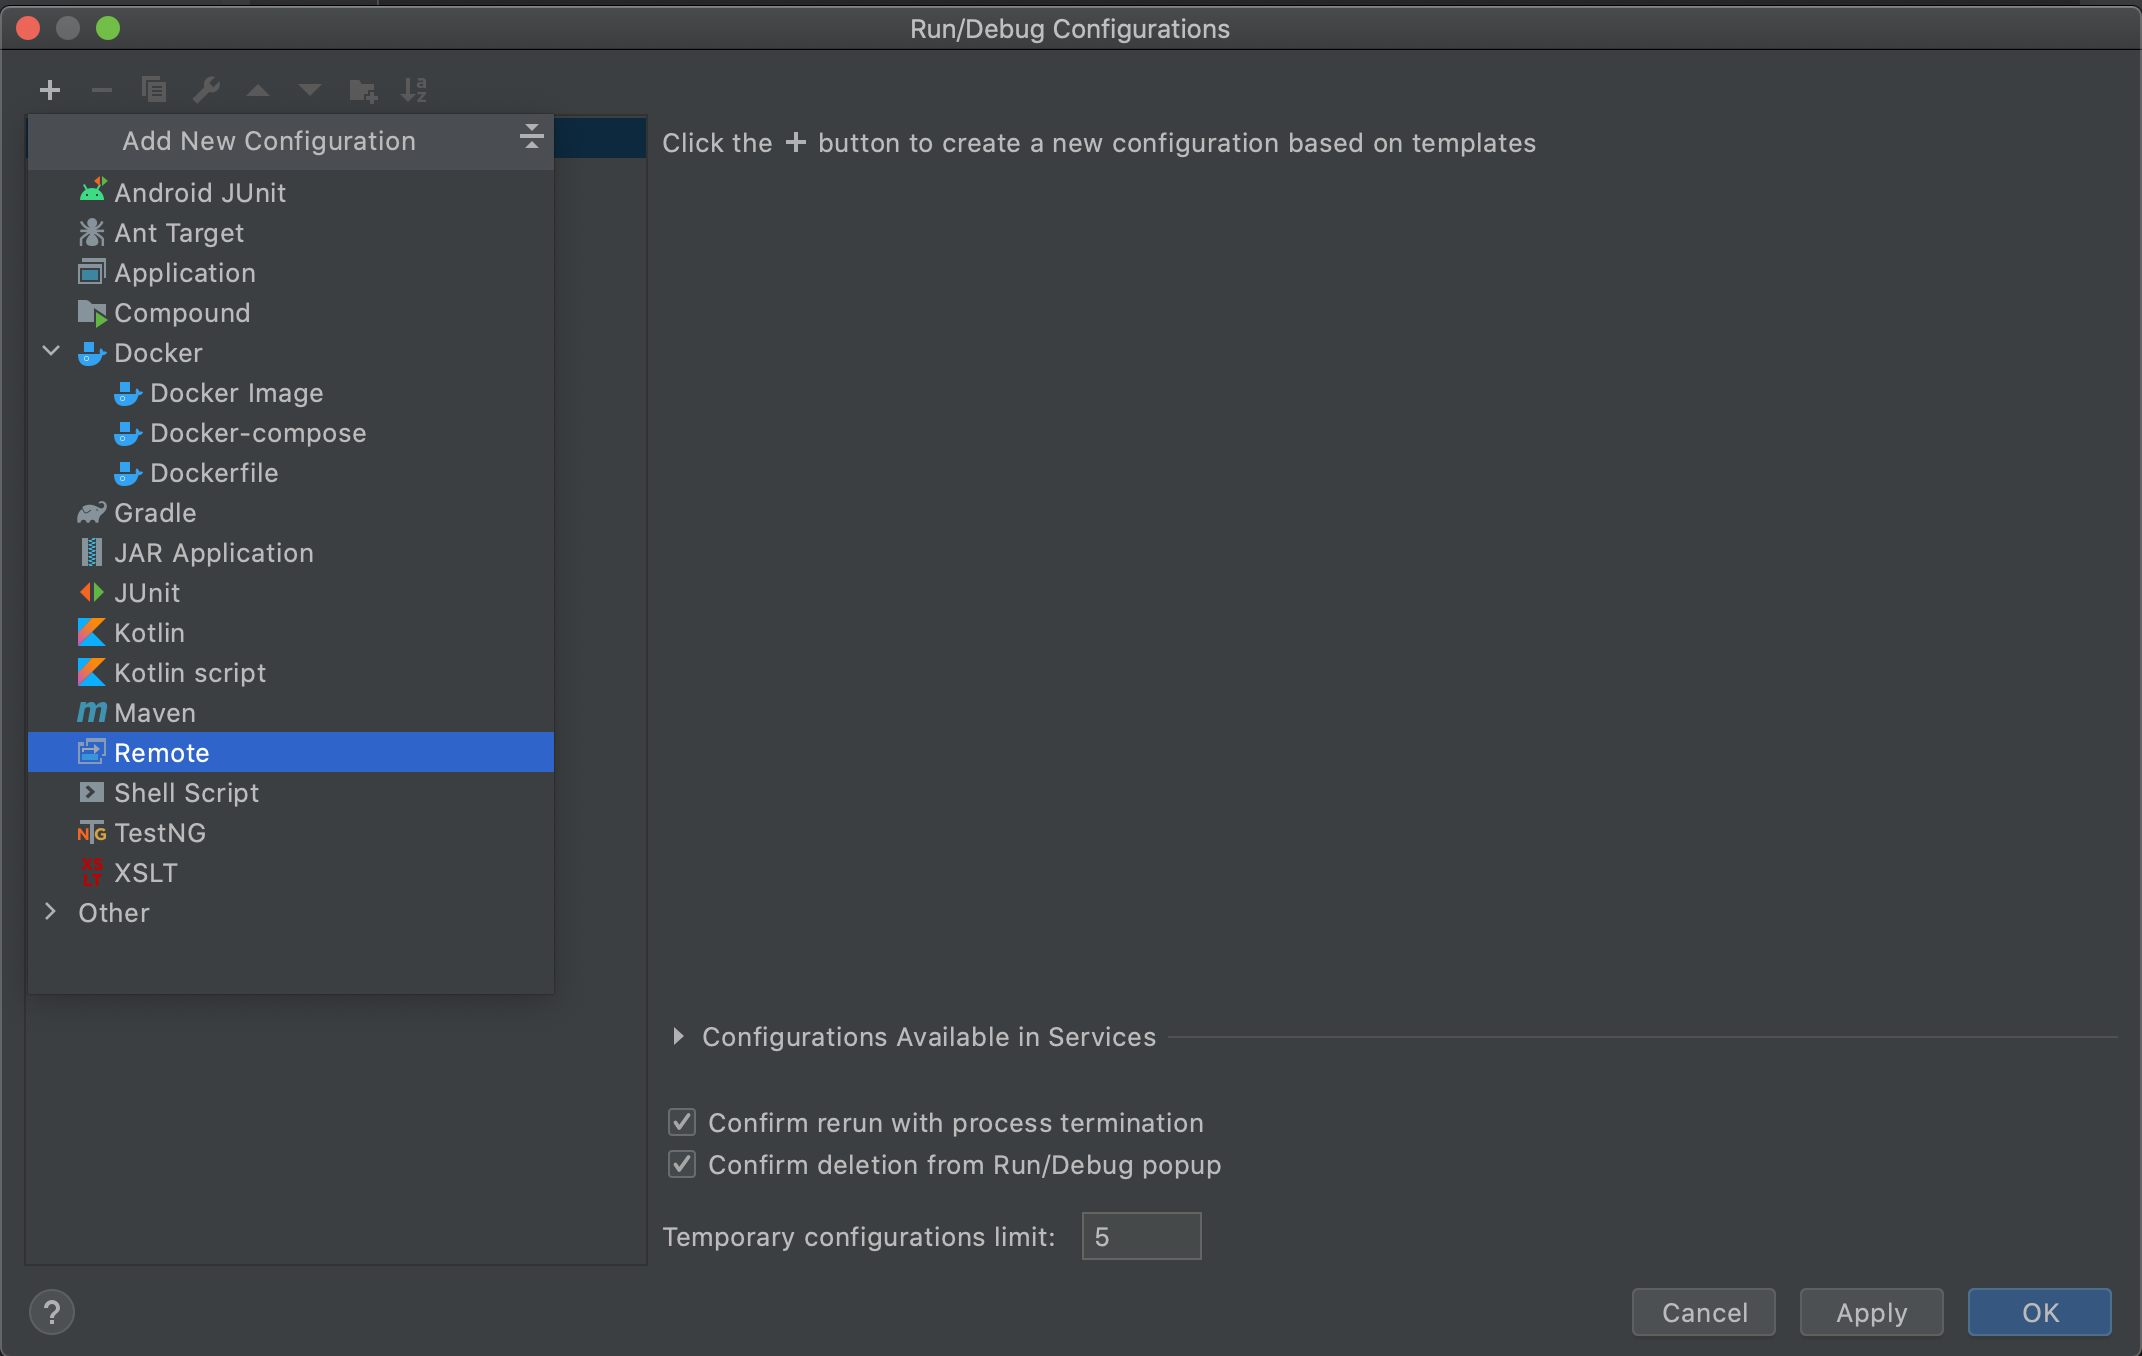 Run/Debug Configurations
Add New Configuration
Click the + button to create a new configuration based on templates
Android JUnit
Ant Target
Application
Compound
Docker
Docker Image
Docker-compose
Dockerfile
Gradle
JAR Application
JUnit
Kotlin
Kotlin script
m Maven
Remote
Shell Script
NTG TestNG
XSLT XSLT
Other
Configurations Available in Services
Confirm rerun with process termination
Confirm deletion from Run/Debug popup
Temporary configurations limit: 5
? Cancel Apply OK